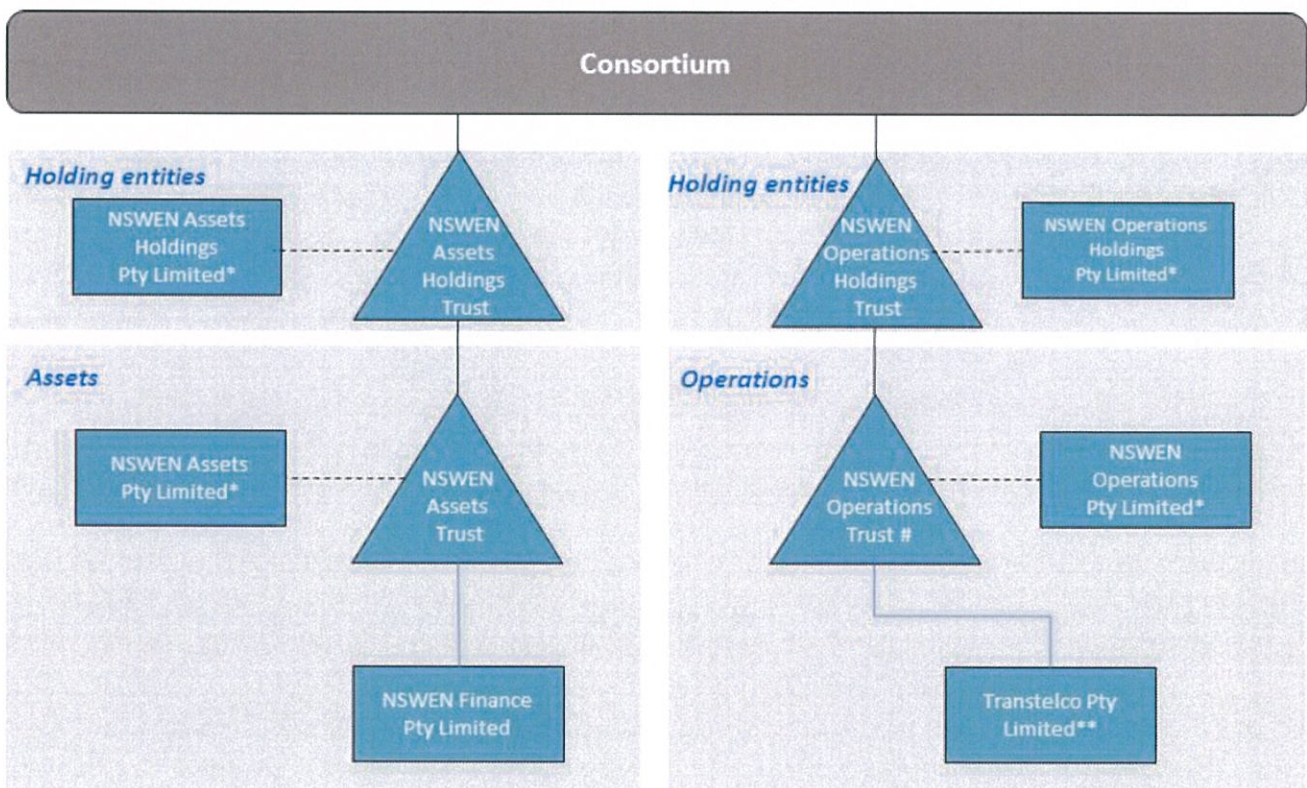 Consortium
Holding entities
NSWEN Assets
Holdings
Pty Limited*
NSWEN
Assets
Holdings
Trust
Holding entities
NSWEN
Operations
Holdings
Trust
NSWEN Operations
Holdings
Pty Limited*
Assets
NSWEN Assets
Pty Limited*
NSWEN
Assets
Trust
NSWEN Finance
Pty Limited
Operations
NSWEN
Operations
Trust #
NSWEN
Operations
Pty Limited*
Transtelco Pty
Limited**